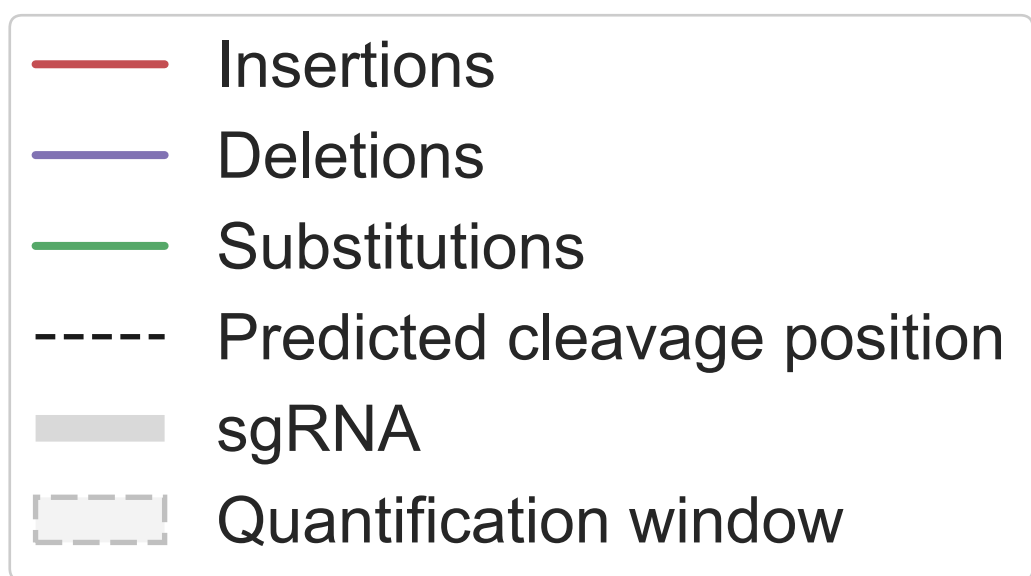 Insertions
Deletions
Substitutions
Predicted cleavage position
sgRNA
Quantification window